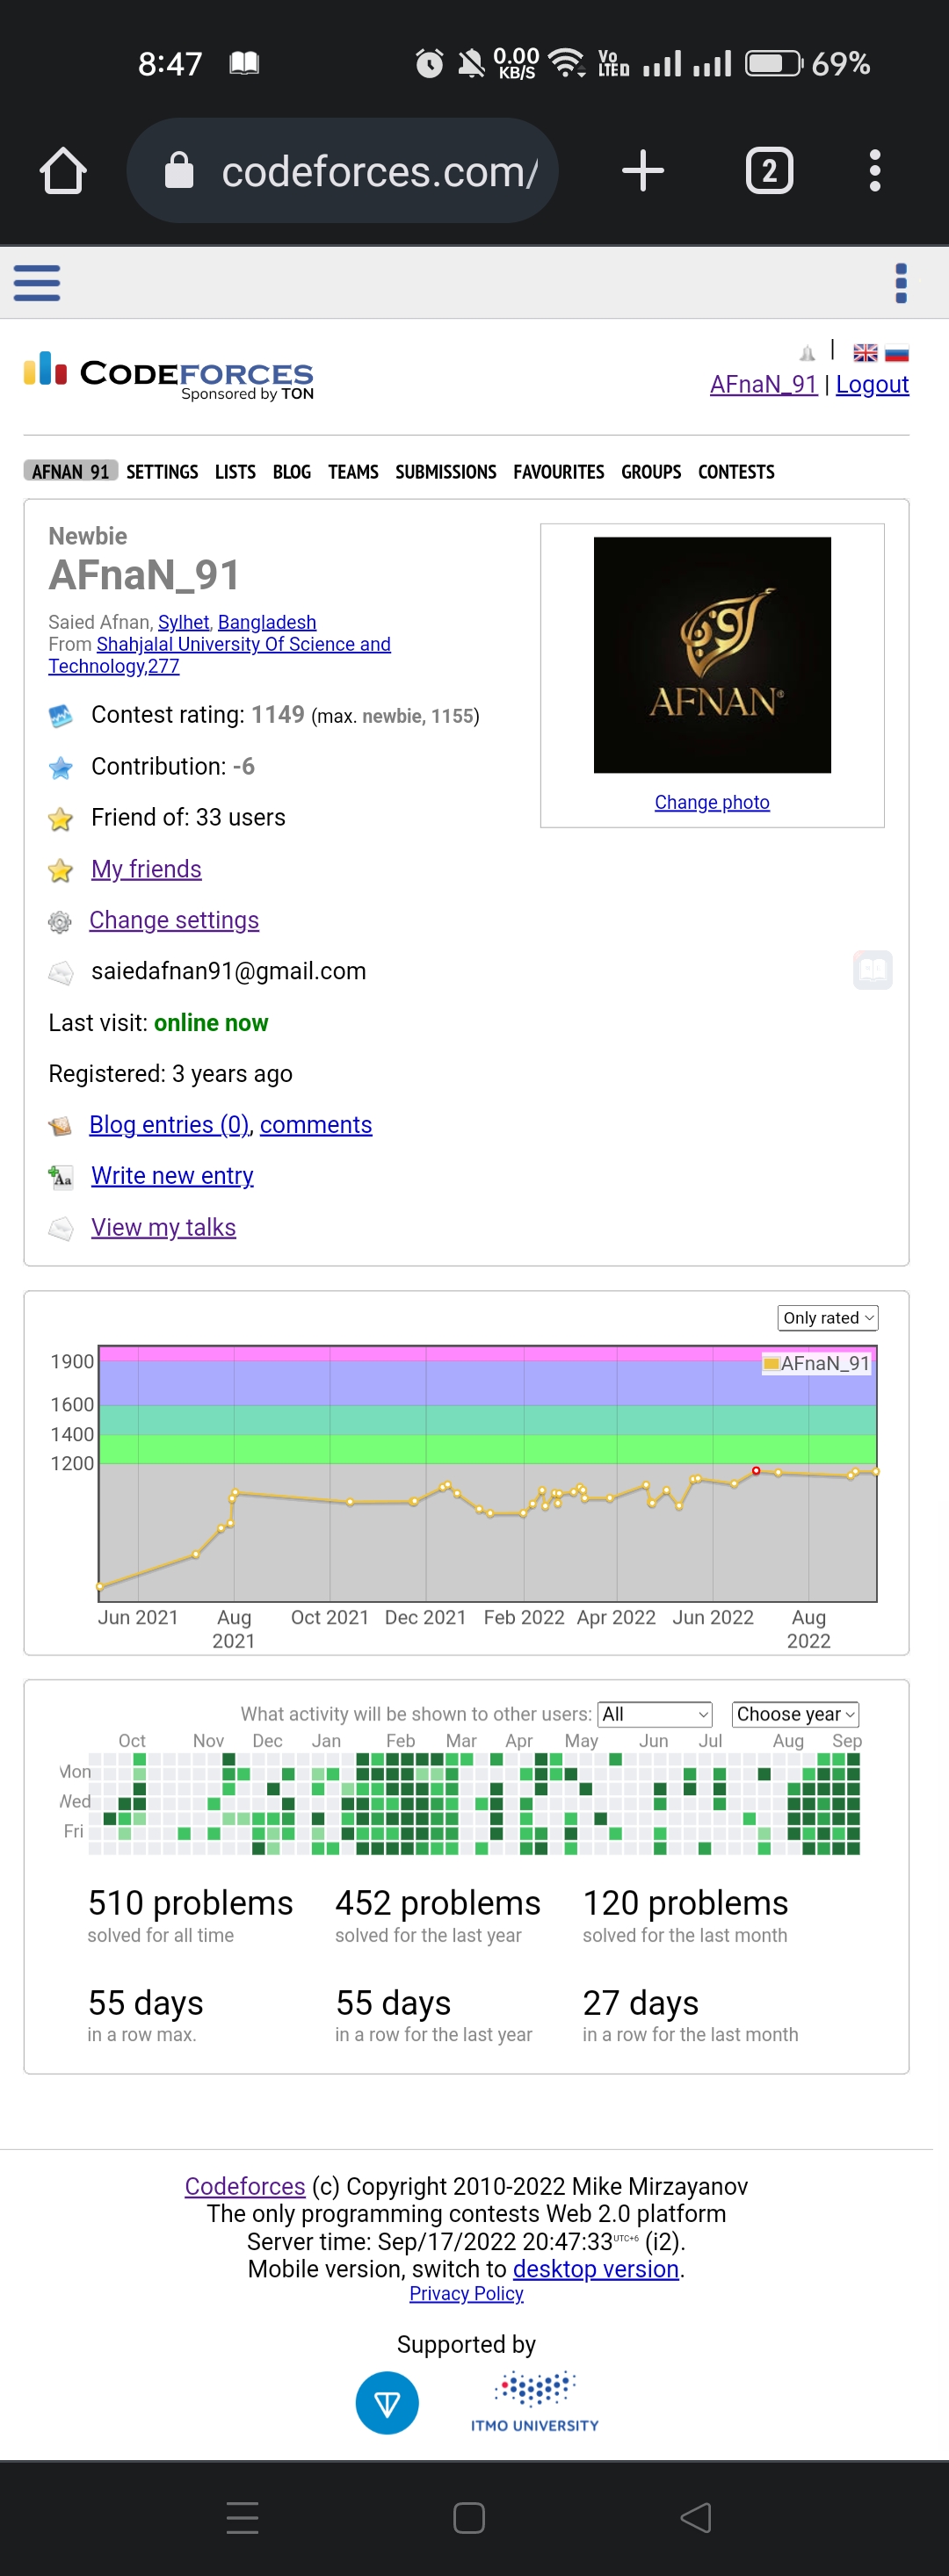 8:47 0.00 KB/S Vo LTED 69%
codeforces.com/ 2
CODEFORCES
Sponsored by TON
AFnaN_91 | Logout
AFNAN_91 SETTINGS LISTS BLOG TEAMS SUBMISSIONS FAVOURITES GROUPS CONTESTS
Newbie
AFnaN_91
Saied Afnan, Sylhet, Bangladesh
From Shahjalal University Of Science and
Technology,277
AFNAN®
Change photo
Contest rating: 1149 (max. newbie, 1155)
Contribution: -6
Friend of: 33 users
My friends
Change settings
saiedafnan91@gmail.com
Last visit: online now
Registered: 3 years ago
Blog entries (0), comments
Aa Write new entry
View my talks
Only rated
AFnaN_91
1900
1600
1400
1200
Jun 2021 Aug 2021 Oct 2021 Dec 2021 Feb 2022 Apr 2022 Jun 2022 Aug 2022
What activity will be shown to other users: All Choose year
Oct Nov Dec Jan Feb Mar Apr May Jun Jul Aug Sep
Mon
Wed
Fri
510 problems 452 problems 120 problems
solved for all time solved for the last year solved for the last month
55 days 55 days 27 days
in a row max. in a row for the last year in a row for the last month
Codeforces (c) Copyright 2010-2022 Mike Mirzayanov
The only programming contests Web 2.0 platform
Server time: Sep/17/2022 20:47:33 UTC+6 (i2).
Mobile version, switch to desktop version.
Privacy Policy
Supported by
ITMO UNIVERSITY